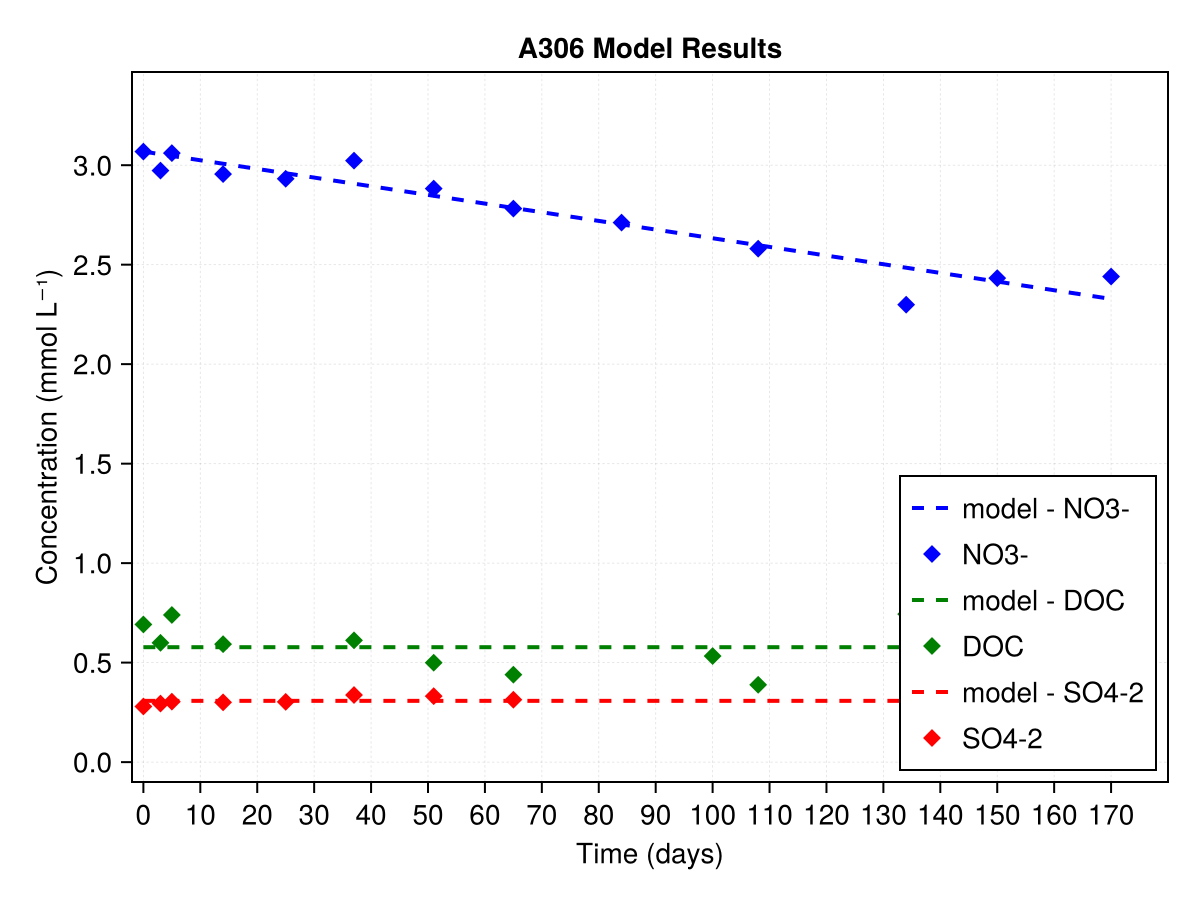 A306 Model Results
Concentration (mmol L⁻¹)
3.0
2.5
2.0
1.5
1.0
0.5
0.0
model - NO3-
NO3-
model - DOC
DOC
model - SO4-2
SO4-2
0 10 20 30 40 50 60 70 80 90 100 110 120 130 140 150 160 170
Time (days)